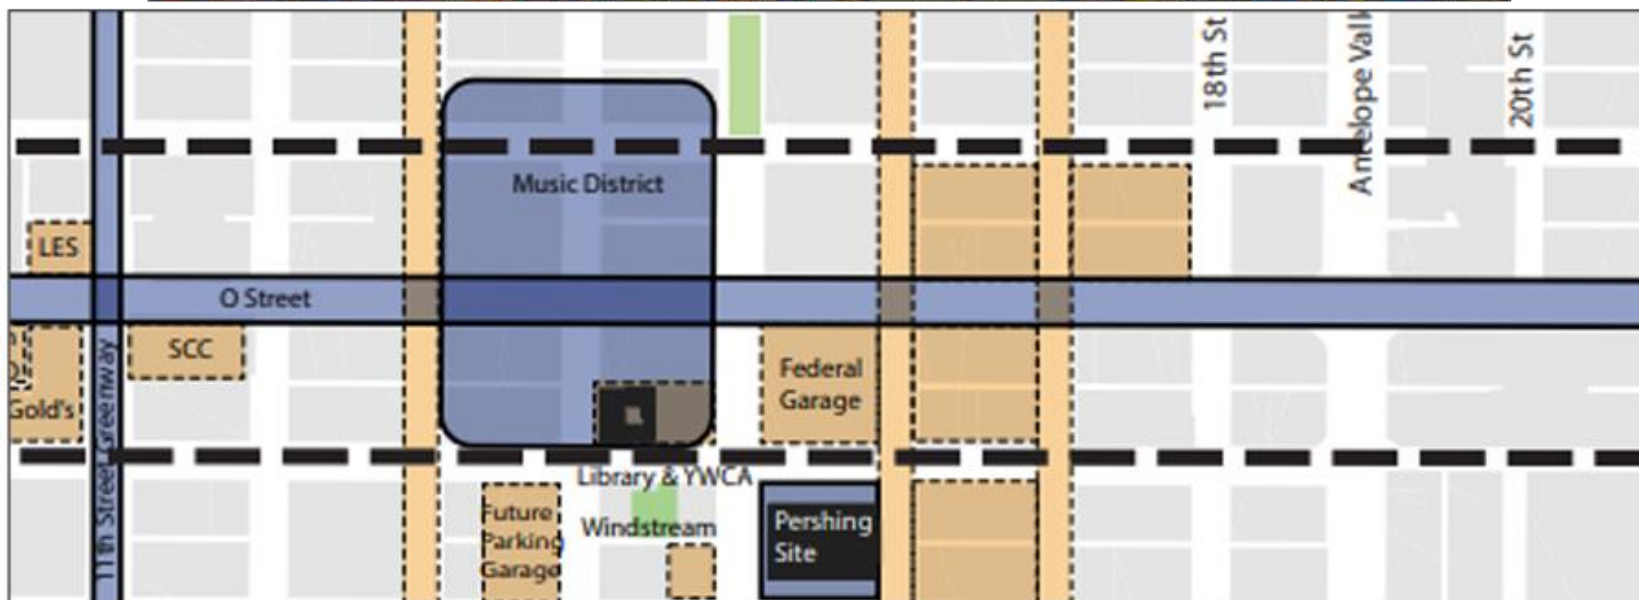 18th St
Antelope Vall
20th St
Music District
LES
O Street
SCC
Federal
Garage
Gold's
11th Street Greenway
Library & YWCA
Future
Parking
Garage
Windstream
Pershing
Site